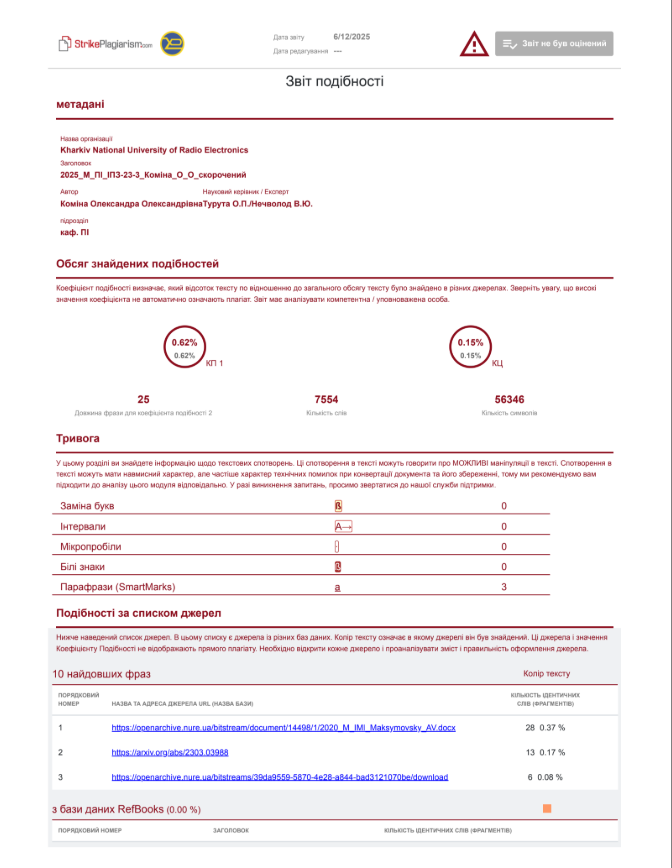 StrikePlagiarism.com
Дата звіту 6/12/2025
Дата редагування ---
Звіт не був оцінений
Звіт подібності
метадані
Назва організації
Kharkiv National University of Radio Electronics
Заголовок
2025_М_ПІ_ІПЗ-23-3_Коміна_О_О_скорочений
Автор Науковий керівник / Експерт
Коміна Олександра ОлександрівнаТурута О.П./Нечволод В.Ю.
підрозділ
каф. ПІ
Обсяг знайдених подібностей
Коефіцієнт подібності визначає, який відсоток тексту по відношенню до загального обсягу тексту було знайдено в різних джерелах. Зверніть увагу, що високі
значення коефіцієнта не автоматично означають плагіат. Звіт має аналізувати компетентна / уповноважена особа.
0.62%
0.62%
КП 1
0.15%
0.15%
КЦ
25 7554 56346
Довжина фрази для коефіцієнта подібності 2 Кількість слів Кількість символів
Тривога
У цьому розділі ви знайдете інформацію щодо текстових спотворень. Ці спотворення в тексті можуть говорити про МОЖЛИВІ маніпуляції в тексті. Спотворення в
тексті можуть мати навмисний характер, але частіше характер технічних помилок при конвертації документа та його збереженні, тому ми рекомендуємо вам
підходити до аналізу цього модуля відповідально. У разі виникнення запитань, просимо звертатися до нашої служби підтримки.
Заміна букв ß 0
Інтервали A→ 0
Мікропробіли 0
Білі знаки ß 0
Парафрази (SmartMarks) a 3
Подібності за списком джерел
Нижче наведений список джерел. В цьому списку є джерела із різних баз даних. Колір тексту означає в якому джерелі він був знайдений. Ці джерела і значення
Коефіцієнту Подібності не відображають прямого плагіату. Необхідно відкрити кожне джерело і проаналізувати зміст і правильність оформлення джерела.
10 найдовших фраз Колір тексту
ПОРЯДКОВИЙ НОМЕР НАЗВА ТА АДРЕСА ДЖЕРЕЛА URL (НАЗВА БАЗИ) КІЛЬКІСТЬ ІДЕНТИЧНИХ СЛІВ (ФРАГМЕНТІВ)
1 https://openarchive.nure.ua/bitstream/document/14498/1/2020_M_IMI_Maksymovsky_AV.docx 28 0.37 %
2 https://arxiv.org/abs/2303.03988 13 0.17 %
3 https://openarchive.nure.ua/bitstreams/39da9559-5870-4e28-a844-bad3121070be/download 6 0.08 %
з бази даних RefBooks (0.00 %)
ПОРЯДКОВИЙ НОМЕР ЗАГОЛОВОК КІЛЬКІСТЬ ІДЕНТИЧНИХ СЛІВ (ФРАГМЕНТІВ)